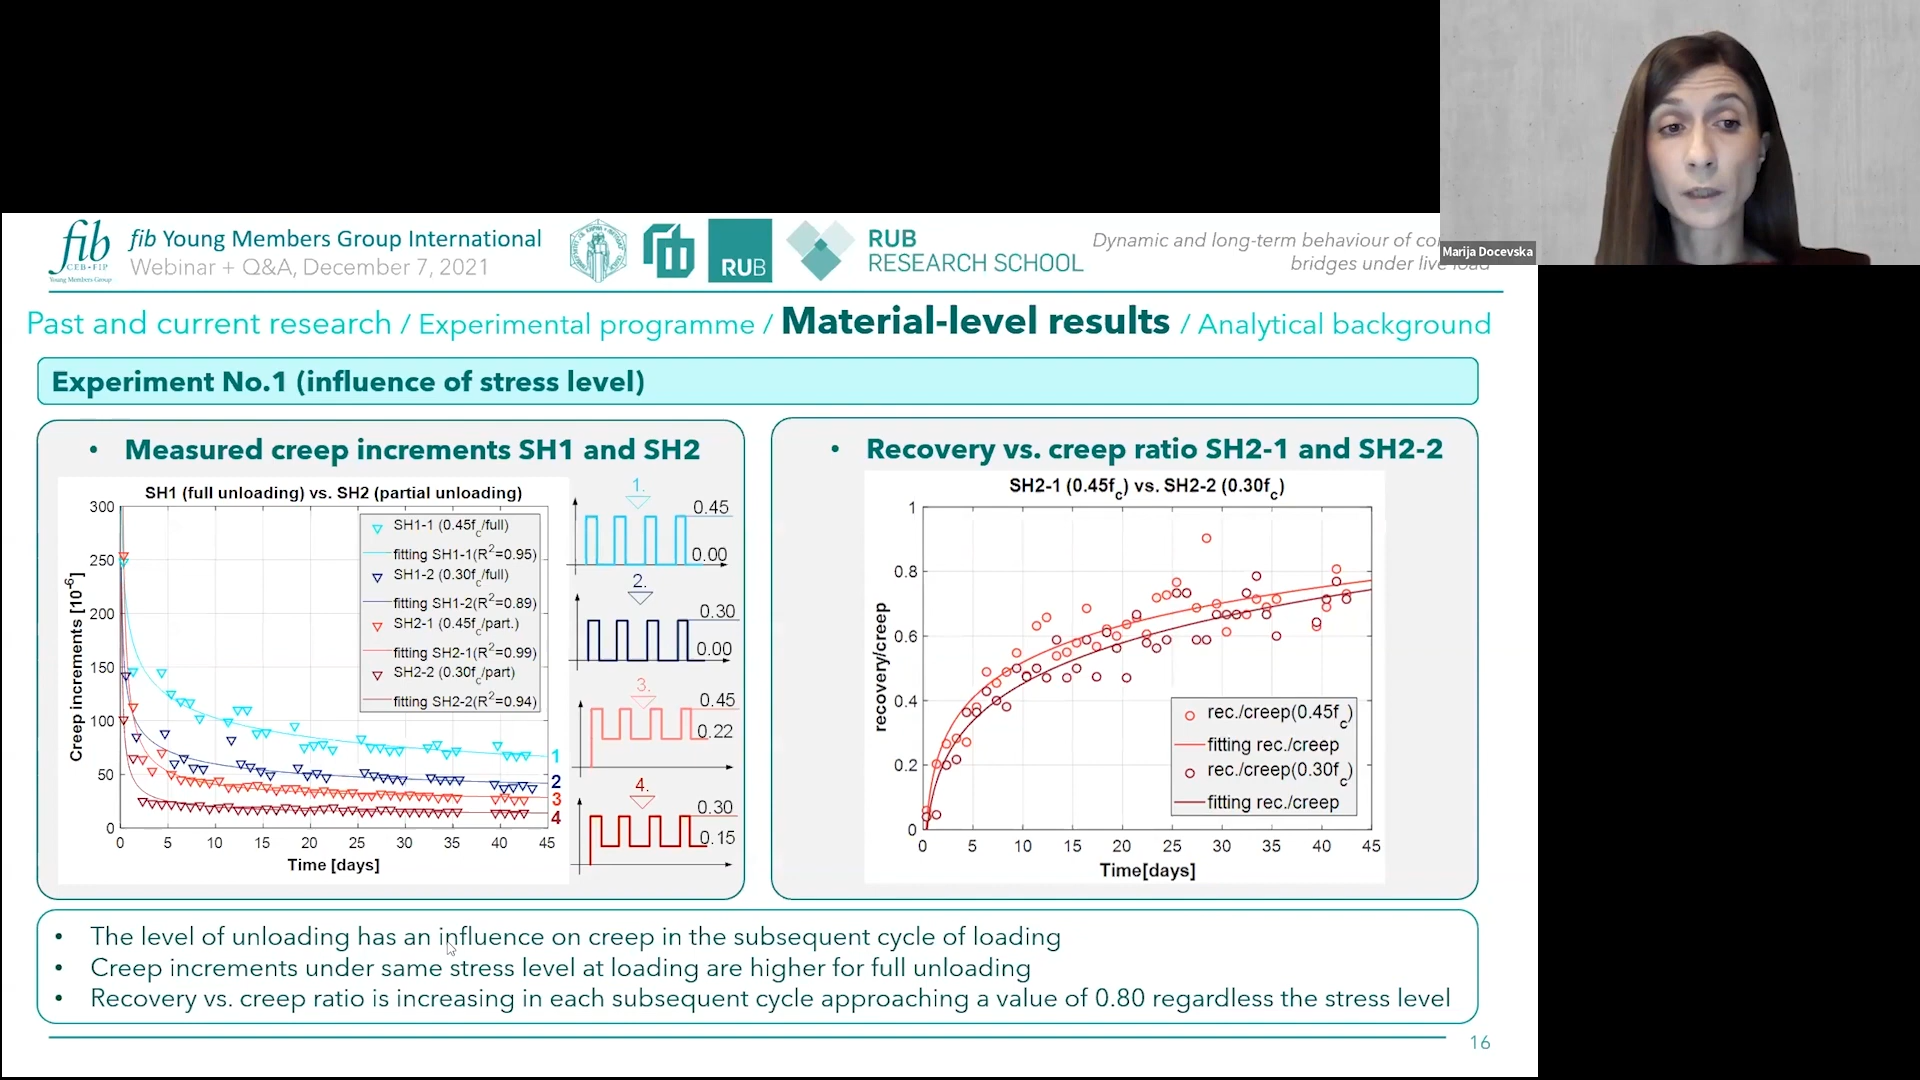 Marija Docevska
fib
CEB-FIP
Young Members Group
fib Young Members Group International
Webinar + Q&A, December 7, 2021
RUB
RUB
RESEARCH SCHOOL
Dynamic and long-term behaviour of
bridges under live load
Past and current research / Experimental programme / Material-level results / Analytical background
Experiment No.1 (influence of stress level)
• Measured creep increments SH1 and SH2
SH1 (full unloading) vs. SH2 (partial unloading)
Creep increments [10-6]
300
250
200
150
100
50
0
SH1-1 (0.45fc/full)
fitting SH1-1(R2=0.95)
SH1-2 (0.30fc/full)
fitting SH1-2(R2=0.89)
SH2-1 (0.45fc/part.)
fitting SH2-1(R2=0.99)
SH2-2 (0.30fc/part)
fitting SH2-2(R2=0.94)
1
2
3
4
0 5 10 15 20 25 30 35 40 45
Time [days]
1.
0.45
0.00
2.
0.30
0.00
3.
0.45
0.22
4.
0.30
0.15
• Recovery vs. creep ratio SH2-1 and SH2-2
SH2-1 (0.45fc) vs. SH2-2 (0.30fc)
recovery/creep
1
0.8
0.6
0.4
0.2
0
rec./creep(0.45fc)
fitting rec./creep
rec./creep(0.30fc)
fitting rec./creep
0 5 10 15 20 25 30 35 40 45
Time[days]
• The level of unloading has an influence on creep in the subsequent cycle of loading
• Creep increments under same stress level at loading are higher for full unloading
• Recovery vs. creep ratio is increasing in each subsequent cycle approaching a value of 0.80 regardless the stress level
16